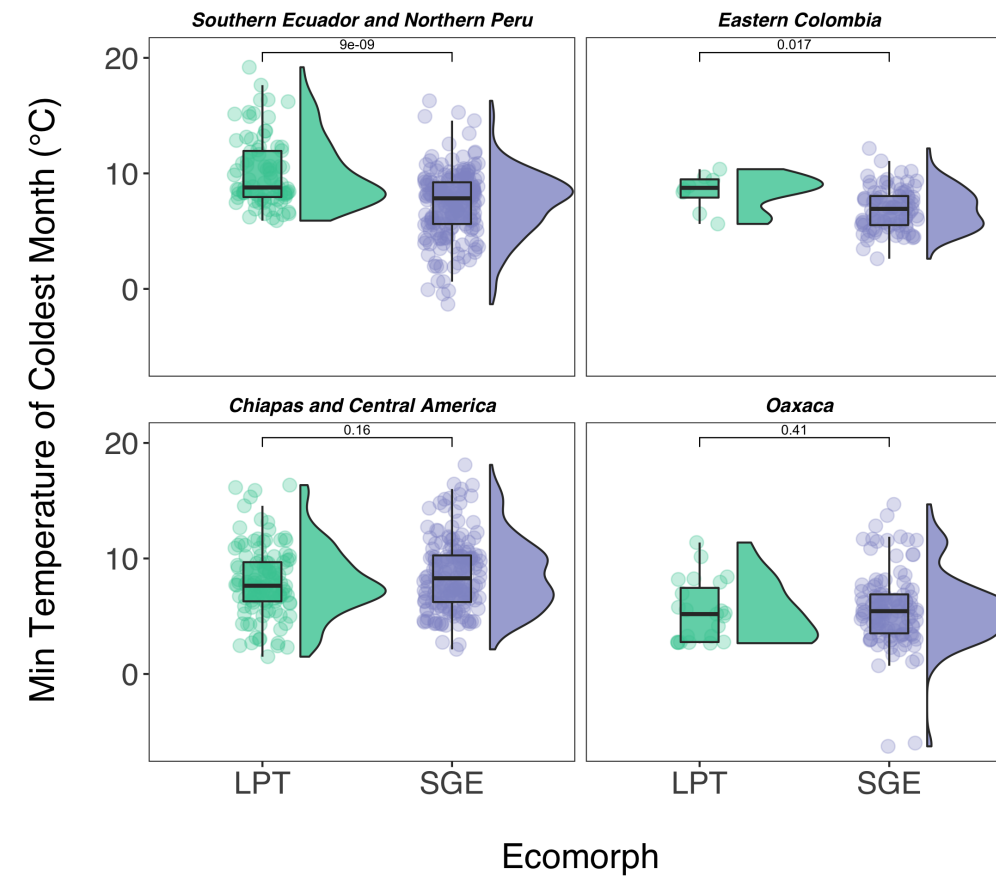 Southern Ecuador and Northern Peru
Eastern Colombia
9e-09
0.017
20
10
0
Chiapas and Central America
Oaxaca
0.16
0.41
20
10
0
LPT
SGE
LPT
SGE
Ecomorph
Min Temperature of Coldest Month (°C)